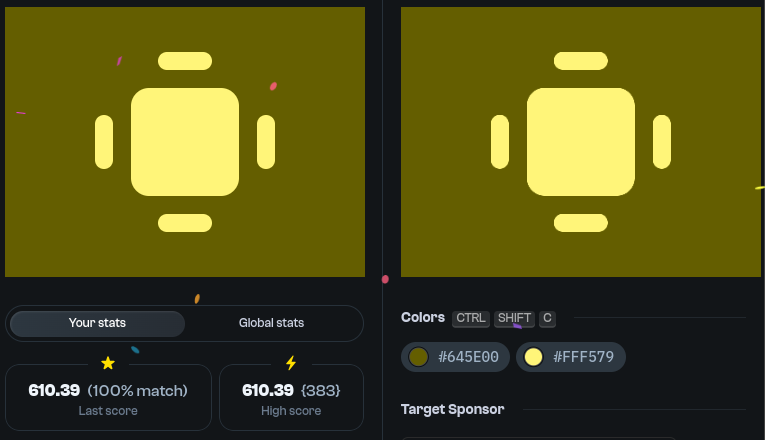 Your stats
Global stats
610.39 (100% match)
Last score
610.39 {383}
High score
Colors CTRL SHIFT C
#645E00
#FFF579
Target Sponsor